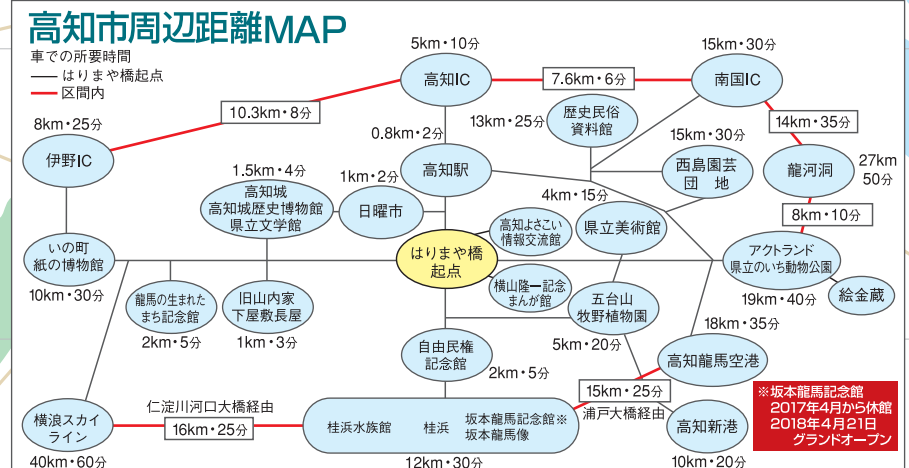 高知市周辺距離MAP
車での所要時間
はりまや橋起点
区間内
5km・10分
高知IC
7.6km・6分
15km・30分
南国IC
10.3km・8分
8km・25分
伊野IC
0.8km・2分
高知駅
13km・25分
歴史民俗
資料館
15km・30分
西島園芸
団　地
14km・35分
龍河洞
27km
50分
1.5km・4分
高知城
高知城歴史博物館
県立文学館
1km・2分
日曜市
4km・15分
県立美術館
8km・10分
高知よさこい
情報交流館
はりまや橋
起点
横山隆一記念
まんが館
いの町
紙の博物館
10km・30分
龍馬の生まれた
まち記念館
2km・5分
旧山内家
下屋敷長屋
1km・3分
五台山
牧野植物園
5km・20分
アクトランド
県立のいち動物公園
19km・40分
絵金蔵
18km・35分
高知龍馬空港
自由民権
記念館
2km・5分
15km・25分
浦戸大橋経由
高知新港
10km・20分
横浪スカイ
ライン
40km・60分
仁淀川河口大橋経由
16km・25分
桂浜水族館
桂浜
坂本龍馬記念館※
坂本龍馬像
12km・30分
※坂本龍馬記念館
2017年4月から休館
2018年4月21日
グランドオープン